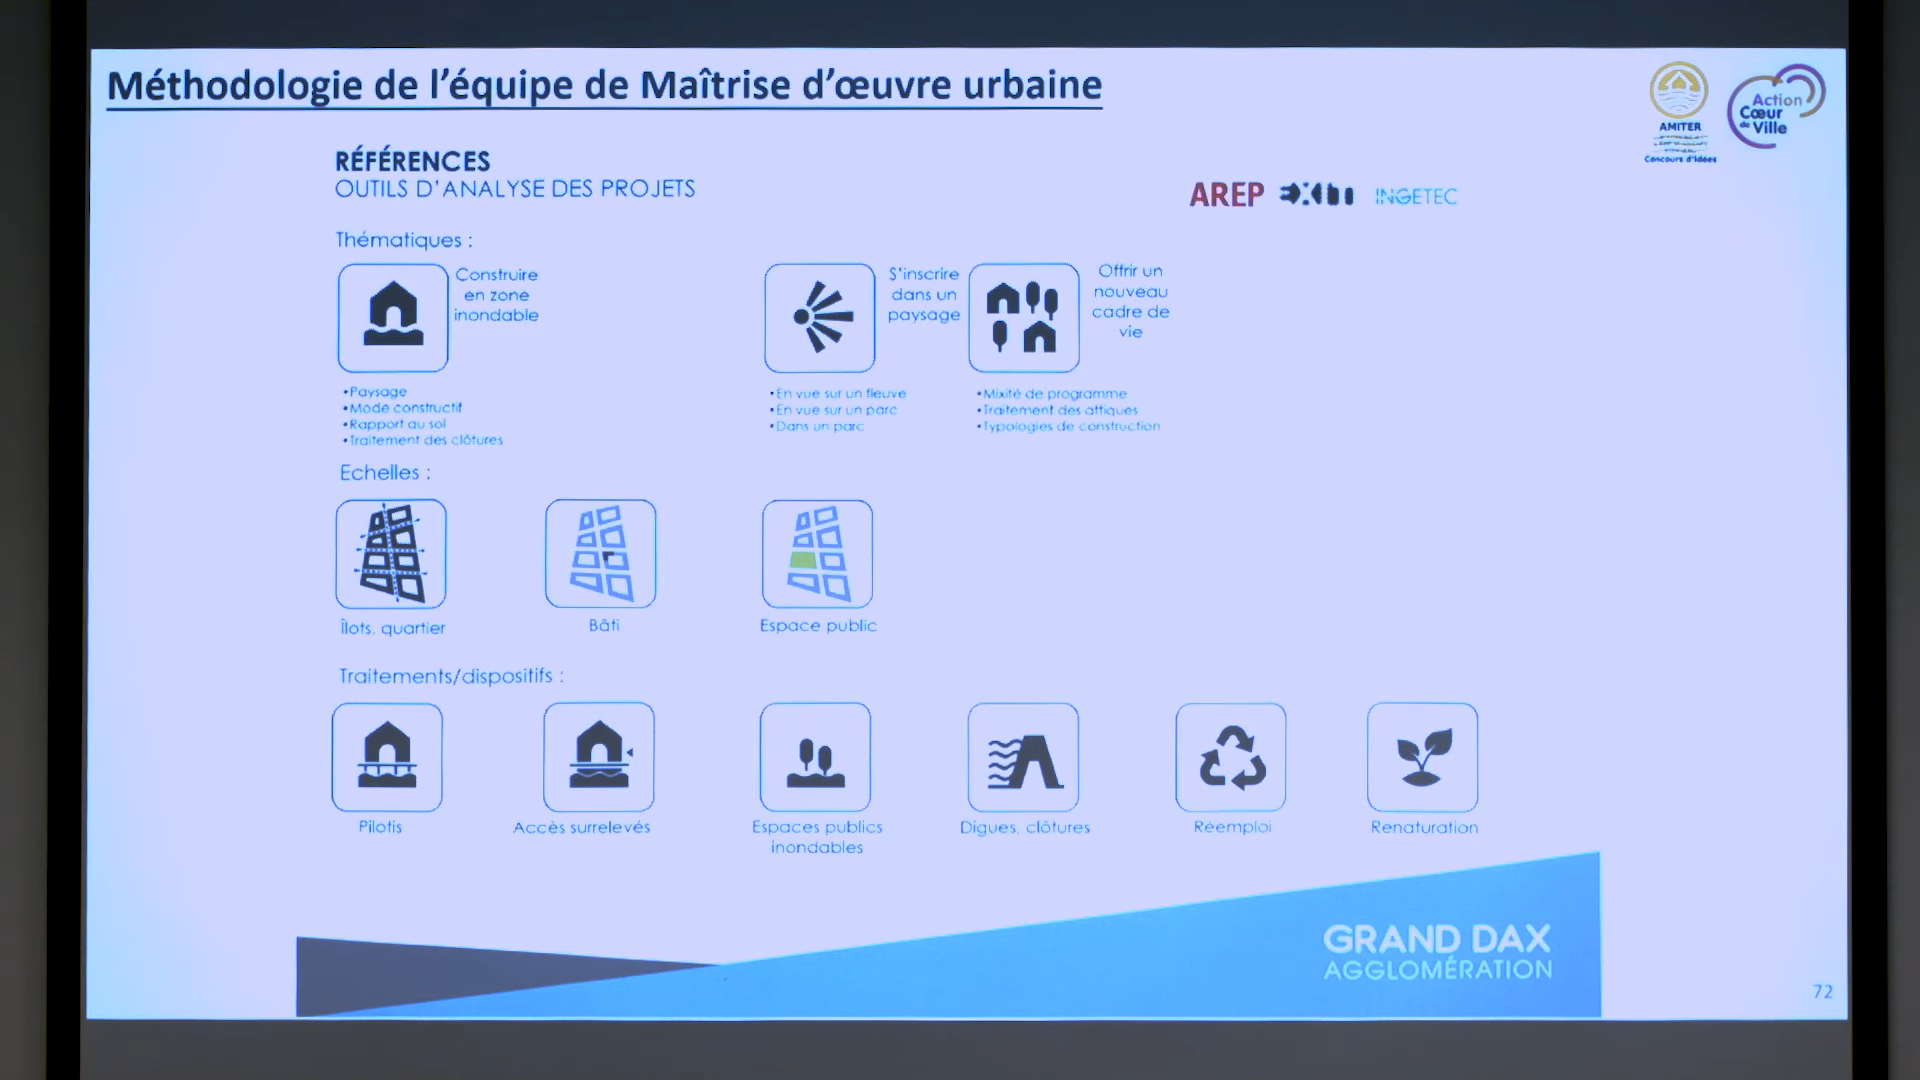 Méthodologie de l’équipe de Maîtrise d’œuvre urbaine
AMITER
Concours d'Idées
Action
Cœur
de Ville
RÉFÉRENCES
OUTILS D’ANALYSE DES PROJETS
AREP
INGETEC
Thématiques :
Construire
en zone
inondable
S'inscrire
dans un
paysage
Offrir un
nouveau
cadre de
vie
•Paysage
•Mode constructif
•Rapport au sol
•Traitement des clôtures
•En vue sur un fleuve
•En vue sur un parc
•Dans un parc
•Mixité de programme
•Traitement des attiques
•Typologies de construction
Echelles :
Îlots, quartier
Bâti
Espace public
Traitements/dispositifs :
Pilotis
Accès surrelevés
Espaces publics
inondables
Digues, clôtures
Réemploi
Renaturation
GRAND DAX
AGGLOMÉRATION
72